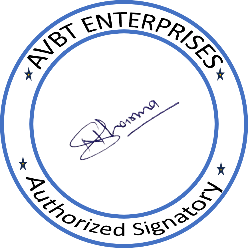 AVBT ENTERPRISES
Authorized Signatory